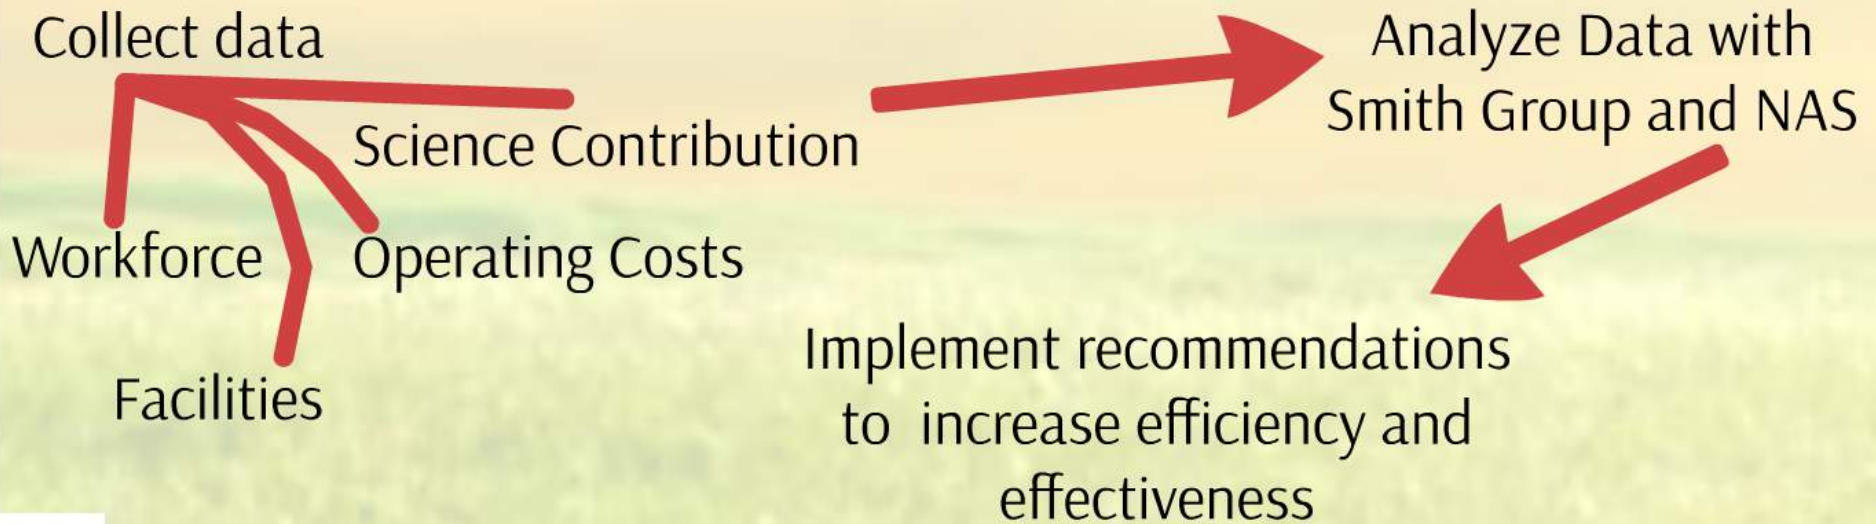 Collect data
Science Contribution
Workforce
Operating Costs
Facilities
Analyze Data with
Smith Group and NAS
Implement recommendations
to  increase efficiency and
effectiveness